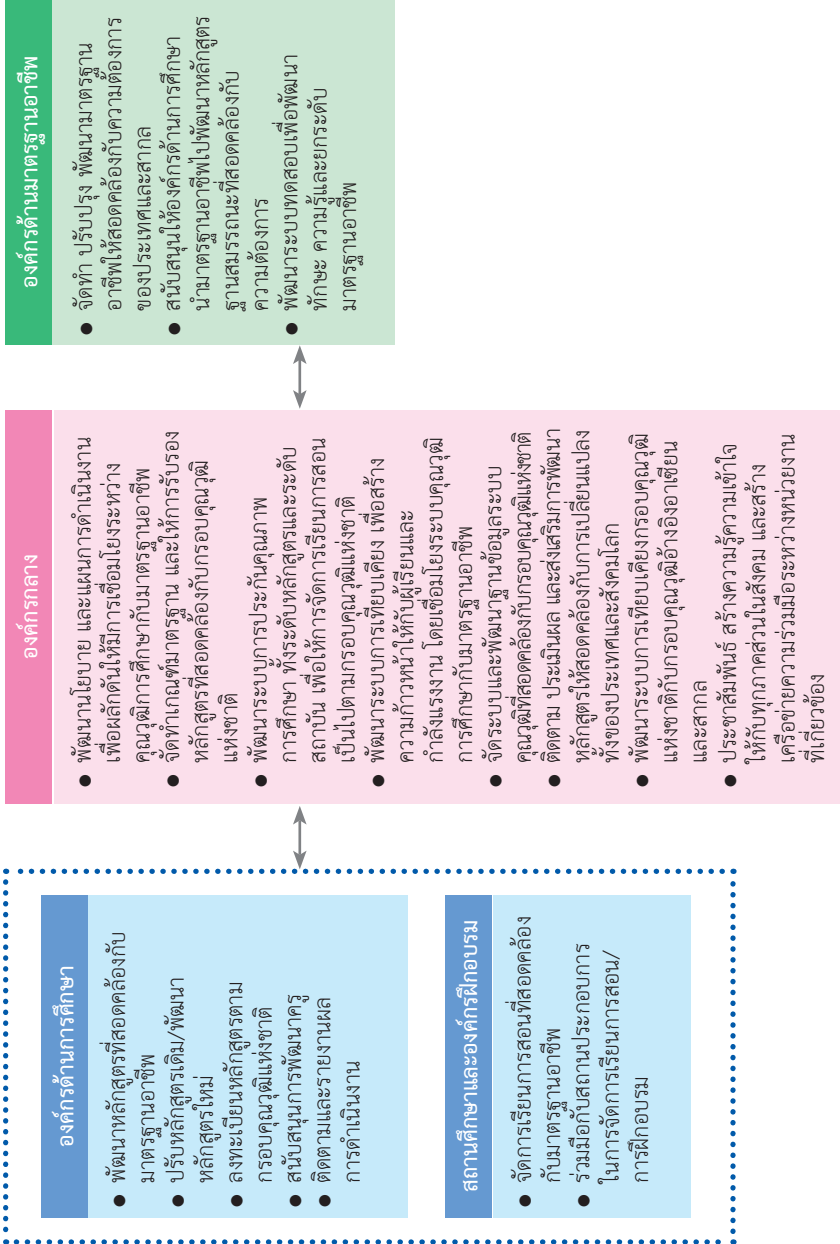 องค์กรด้านการศึกษา
● พัฒนาหลักสูตรที่สอดคล้องกับ
มาตรฐานอาชีพ
● ปรับหลักสูตรเดิม/พัฒนา
หลักสูตรใหม่
● ลงทะเบียนหลักสูตรตาม
กรอบคุณวุฒิแห่งชาติ
● สนับสนุนการพัฒนาครู
● ติดตามและรายงานผล
การดำเนินงาน
สถานศึกษาและองค์กรฝึกอบรม
● จัดการเรียนการสอนที่สอดคล้อง
กับมาตรฐานอาชีพ
● ร่วมมือกับสถานประกอบการ
ในการจัดการเรียนการสอน/
การฝึกอบรม
องค์กรกลาง
● พัฒนานโยบาย และแผนการดำเนินงาน
เพื่อผลักดันให้มีการเชื่อมโยงระหว่าง
คุณวุฒิการศึกษากับมาตรฐานอาชีพ
● จัดทำเกณฑ์มาตรฐาน และให้การรับรอง
หลักสูตรที่สอดคล้องกับกรอบคุณวุฒิ
แห่งชาติ
● พัฒนาระบบการประกันคุณภาพ
การศึกษา ทั้งระดับหลักสูตรและระดับ
สถาบัน เพื่อให้การจัดการเรียนการสอน
เป็นไปตามกรอบคุณวุฒิแห่งชาติ
● พัฒนาระบบการเทียบเคียง เพื่อสร้าง
ความก้าวหน้าให้กับผู้เรียนและ
กำลังแรงงาน โดยเชื่อมโยงระบบคุณวุฒิ
การศึกษากับมาตรฐานอาชีพ
● จัดระบบและพัฒนาฐานข้อมูลระบบ
คุณวุฒิที่สอดคล้องกับกรอบคุณวุฒิแห่งชาติ
● ติดตาม ประเมินผล และส่งเสริมการพัฒนา
หลักสูตรให้สอดคล้องกับการเปลี่ยนแปลง
ทั้งของประเทศและสังคมโลก
● พัฒนาระบบการเทียบเคียงกรอบคุณวุฒิ
แห่งชาติกับกรอบคุณวุฒิอ้างอิงอาเซียน
และสากล
● ประชาสัมพันธ์ สร้างความรู้ความเข้าใจ
ให้กับทุกภาคส่วนในสังคม และสร้าง
เครือข่ายความร่วมมือระหว่างหน่วยงาน
ที่เกี่ยวข้อง
องค์กรด้านมาตรฐานอาชีพ
● จัดทำ ปรับปรุง พัฒนามาตรฐาน
อาชีพให้สอดคล้องกับความต้องการ
ของประเทศและสากล
● สนับสนุนให้องค์กรด้านการศึกษา
นำมาตรฐานอาชีพไปพัฒนาหลักสูตร
ฐานสมรรถนะที่สอดคล้องกับ
ความต้องการ
● พัฒนาระบบทดสอบเพื่อพัฒนา
ทักษะ ความรู้และยกระดับ
มาตรฐานอาชีพ